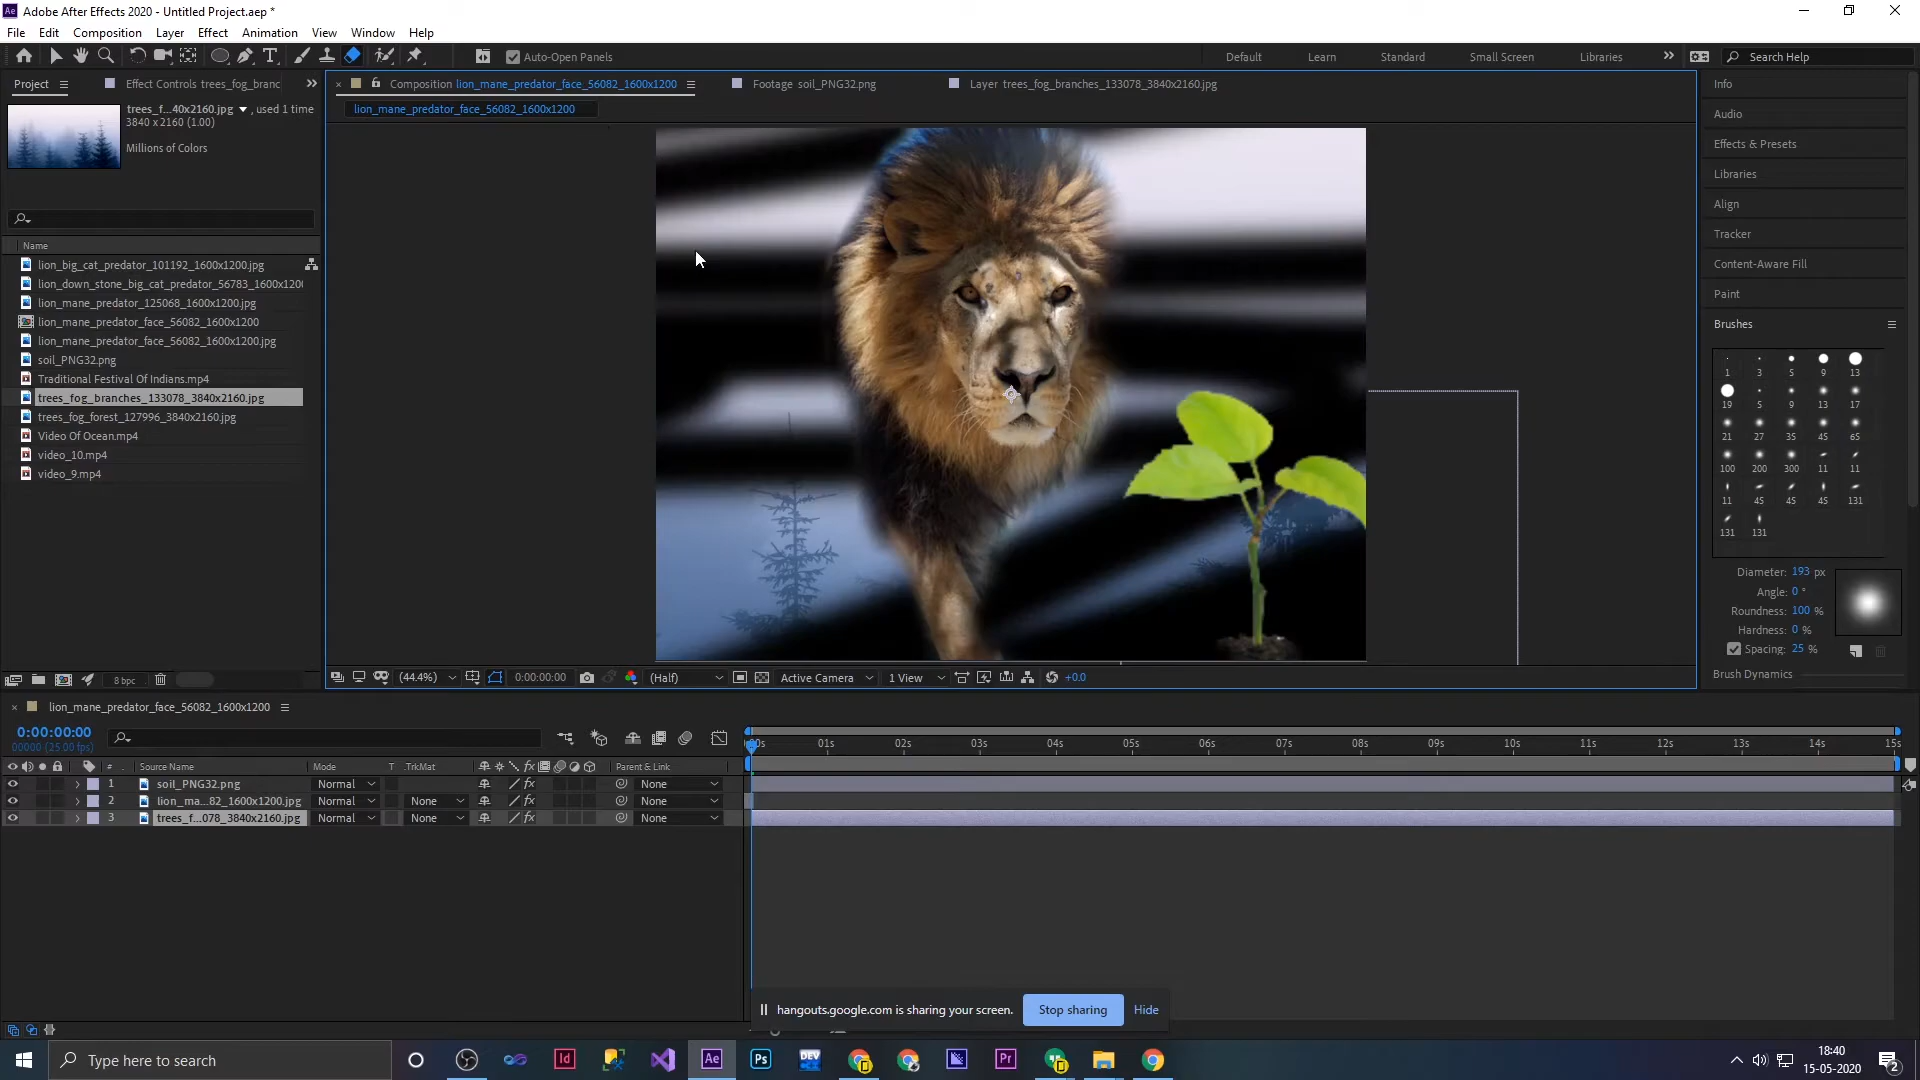 Adobe After Effects 2020 - Untitled Project.aep *
File Edit Composition Layer Effect Animation View Window Help
Auto-Open Panels
Default Learn Standard Small Screen Libraries
Search Help
Project
Effect Controls trees_fog_branc
Composition lion_mane_predator_face_56082_1600x1200
Footage soil_PNG32.png
Layer trees_fog_branches_133078_3840x2160.jpg
lion_mane_predator_face_56082_1600x1200
trees_f...40x2160.jpg ▼, used 1 time
3840 x 2160 (1.00)
Millions of Colors
Name
lion_big_cat_predator_101192_1600x1200.jpg
lion_down_stone_big_cat_predator_56783_1600x120(
lion_mane_predator_125068_1600x1200.jpg
lion_mane_predator_face_56082_1600x1200
lion_mane_predator_face_56082_1600x1200.jpg
soil_PNG32.png
Traditional Festival Of Indians.mp4
trees_fog_branches_133078_3840x2160.jpg
trees_fog_forest_127996_3840x2160.jpg
Video Of Ocean.mp4
video_10.mp4
video_9.mp4
8 bpc
(44.4%) 0:00:00:00 (Half) Active Camera 1 View +0.0
Info
Audio
Effects & Presets
Libraries
Align
Tracker
Content-Aware Fill
Paint
Brushes
1 3 5 9 13
19 5 9 13 17
21 27 35 45 65
100 200 300 11 11
11 45 45 45 131
131 131
Diameter: 193 px
Angle: 0 °
Roundness: 100 %
Hardness: 0 %
Spacing: 25 %
Brush Dynamics
lion_mane_predator_face_56082_1600x1200
0:00:00:00
00000 (25.00 fps)
00s 01s 02s 03s 04s 05s 06s 07s 08s 09s 10s 11s 12s 13s 14s 15s
# Source Name Mode T .TrkMat Parent & Link
1 soil_PNG32.png Normal None
2 lion_ma...82_1600x1200.jpg Normal None None
3 trees_f...078_3840x2160.jpg Normal None None
hangouts.google.com is sharing your screen. Stop sharing Hide
Type here to search
Id Ae Ps DEV Pr
18:40
15-05-2020
2